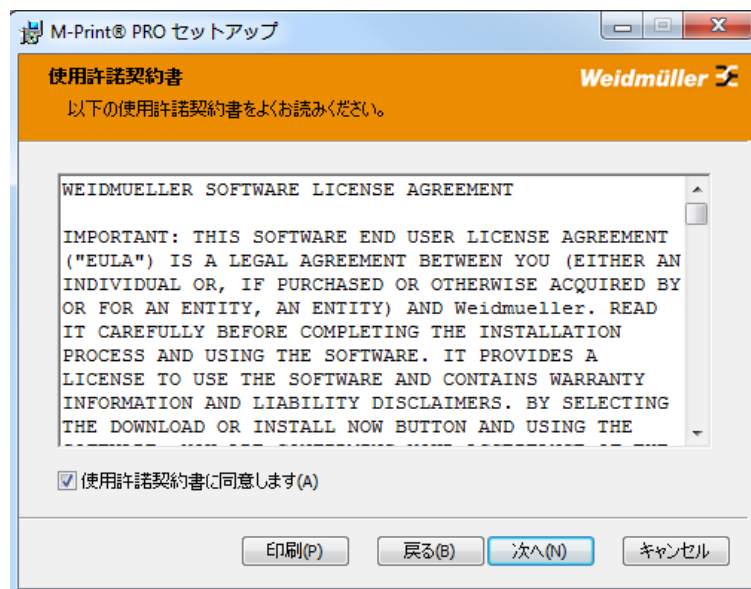 M-Print® PRO セットアップ
使用許諾契約書
Weidmüller
以下の使用許諾契約書をよくお読みください。
WEIDMUELLER SOFTWARE LICENSE AGREEMENT
IMPORTANT: THIS SOFTWARE END USER LICENSE AGREEMENT
("EULA") IS A LEGAL AGREEMENT BETWEEN YOU (EITHER AN
INDIVIDUAL OR, IF PURCHASED OR OTHERWISE ACQUIRED BY
OR FOR AN ENTITY, AN ENTITY) AND Weidmueller. READ
IT CAREFULLY BEFORE COMPLETING THE INSTALLATION
PROCESS AND USING THE SOFTWARE. IT PROVIDES A
LICENSE TO USE THE SOFTWARE AND CONTAINS WARRANTY
INFORMATION AND LIABILITY DISCLAIMERS. BY SELECTING
THE DOWNLOAD OR INSTALL NOW BUTTON AND USING THE
使用許諾契約書に同意します(A)
印刷(P)
戻る(B)
次へ(N)
キャンセル